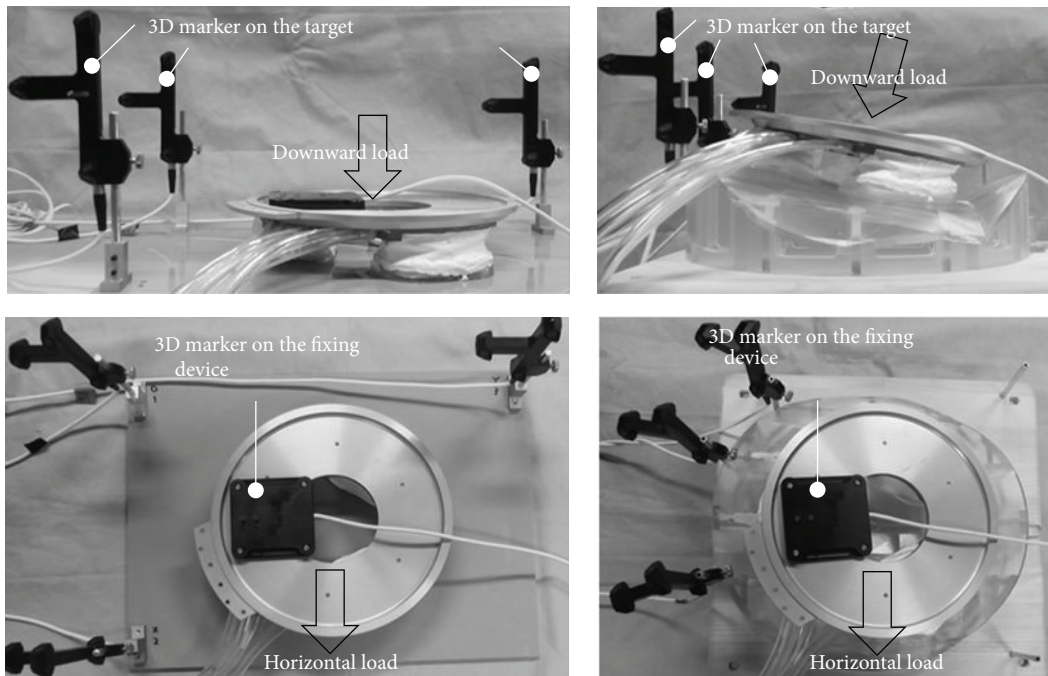 3D marker on the target
Downward load
3D marker on the target
Downward load
3D marker on the fixing
device
Horizontal load
3D marker on the fixing
device
Horizontal load